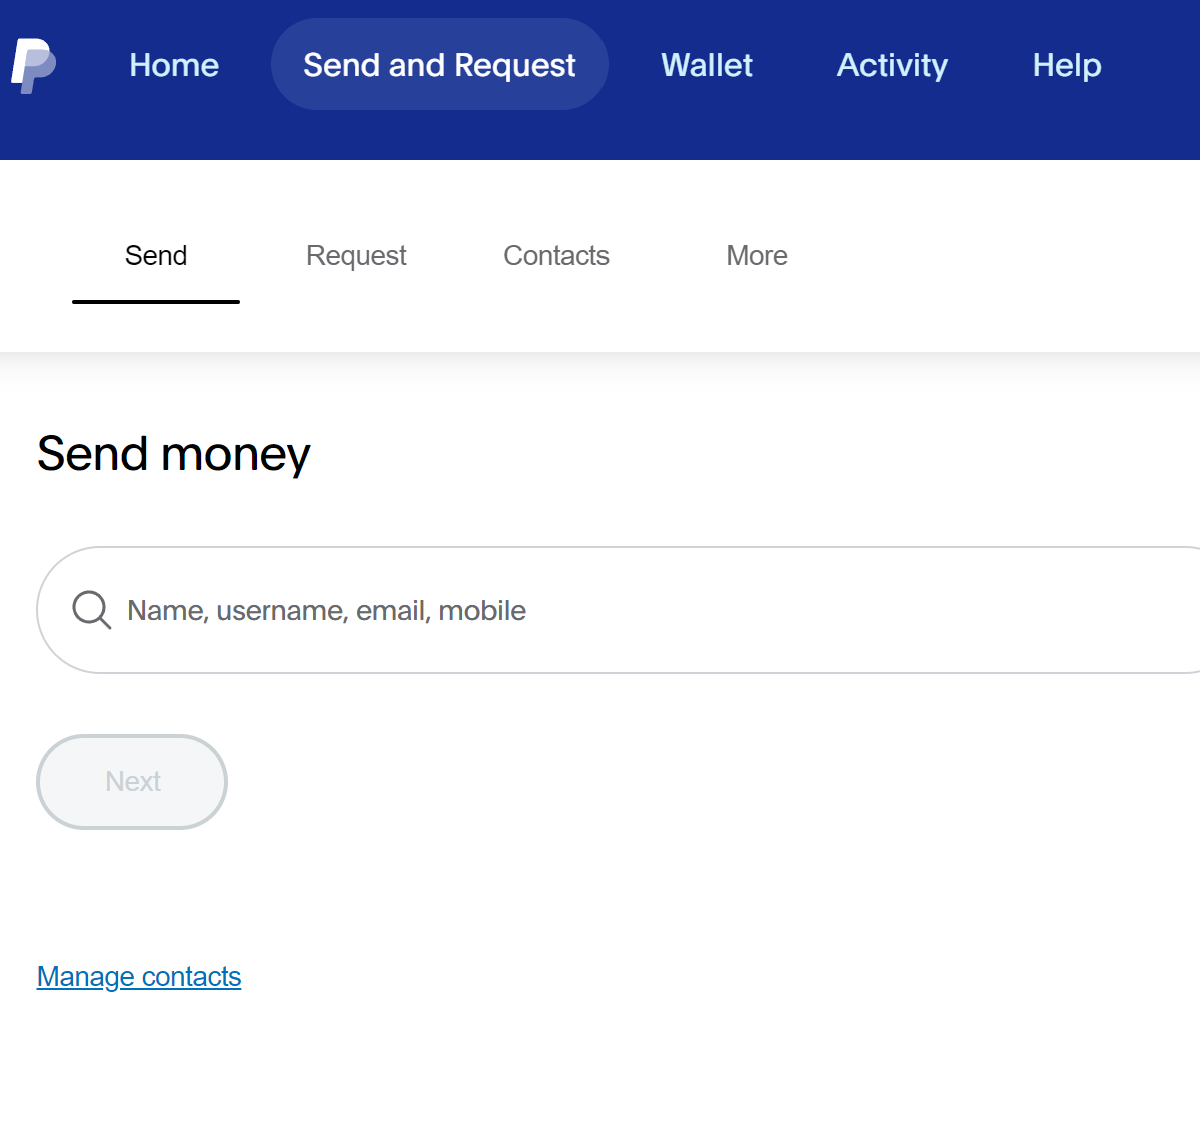 Home Send and Request Wallet Activity Help
Send Request Contacts More
Send money
Name, username, email, mobile
Next
Manage contacts